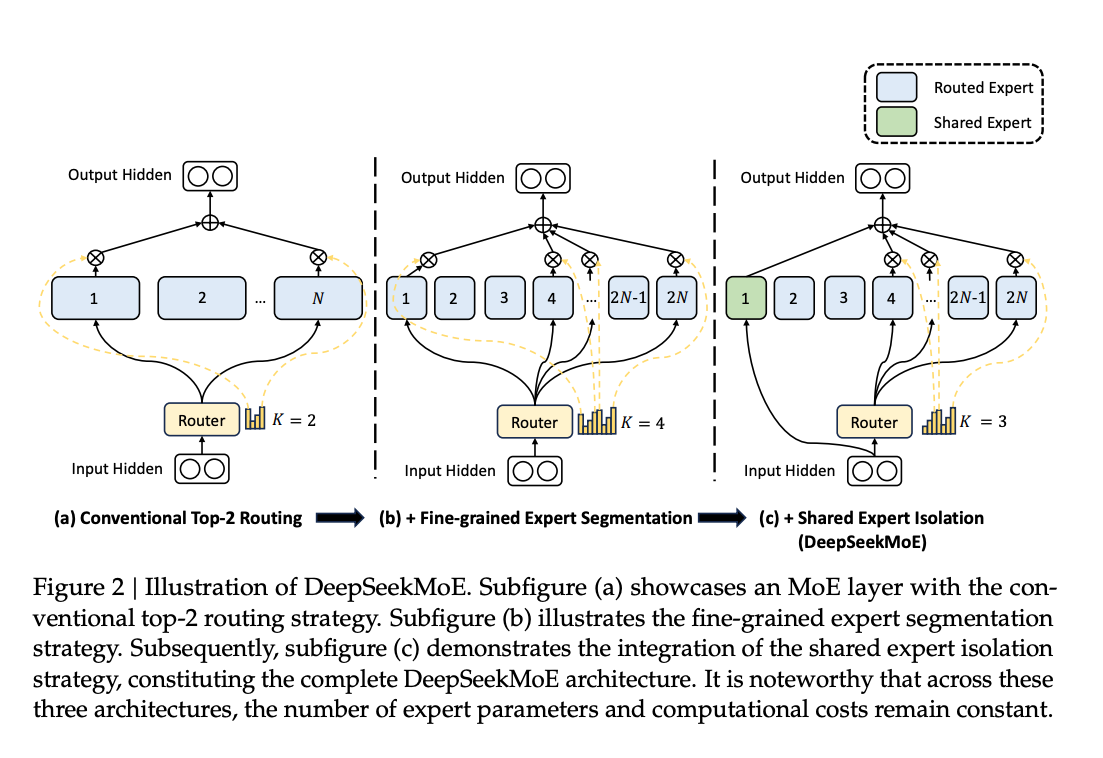 Routed Expert
Shared Expert
Output Hidden
1
2
...
N
Router
K = 2
Input Hidden
(a) Conventional Top-2 Routing
Output Hidden
1
2
3
4
...
2N-1
2N
Router
K = 4
Input Hidden
(b) + Fine-grained Expert Segmentation
Output Hidden
1
2
3
4
...
2N-1
2N
Router
K = 3
Input Hidden
(c) + Shared Expert Isolation
(DeepSeekMoE)
Figure 2 | Illustration of DeepSeekMoE. Subfigure (a) showcases an MoE layer with the con-
ventional top-2 routing strategy. Subfigure (b) illustrates the fine-grained expert segmentation
strategy. Subsequently, subfigure (c) demonstrates the integration of the shared expert isolation
strategy, constituting the complete DeepSeekMoE architecture. It is noteworthy that across these
three architectures, the number of expert parameters and computational costs remain constant.